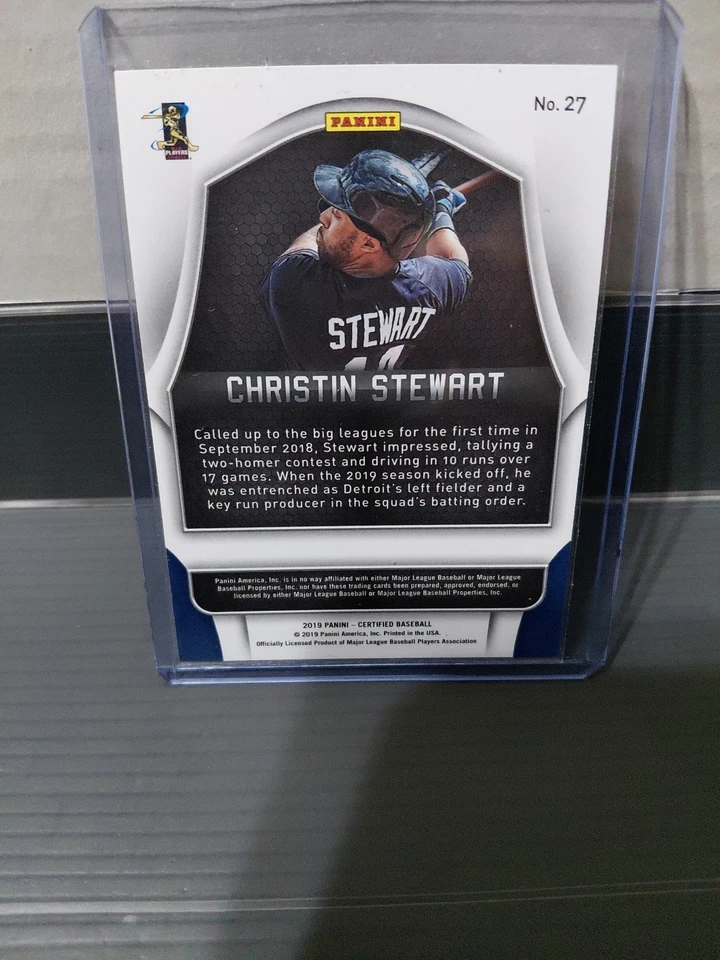 No. 27
PLAYERS
PANINI
STEWART
CHRISTIN STEWART
Called up to the big leagues for the first time in
September 2018, Stewart impressed, tallying a
two-homer contest and driving in 10 runs over
17 games. When the 2019 season kicked off, he
was entrenched as Detroit's left fielder and a
key run producer in the squad's batting order.
Panini America, Inc. is in no way affiliated with either Major League Baseball or Major League
Baseball Properties, Inc. nor have these trading cards been prepared, approved, endorsed, or
licensed by either Major League Baseball or Major League Baseball Properties, Inc.
2019 PANINI – CERTIFIED BASEBALL
© 2019 Panini America, Inc. Printed in the USA.
Officially Licensed Product of Major League Baseball Players Association